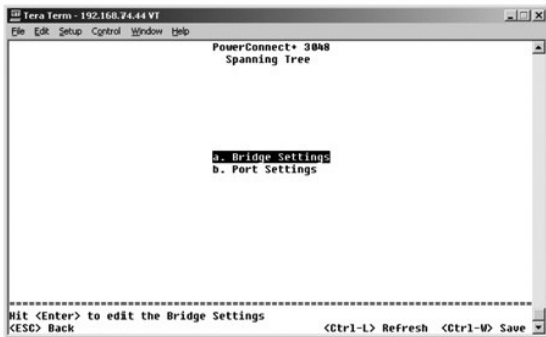 Tera Term - 192.168.74.44 VT
File Edit Setup Control Window Help
PowerConnect+ 3048
Spanning Tree
a. Bridge Settings
b. Port Settings
Hit <Enter> to edit the Bridge Settings
<ESC> Back <Ctrl-L> Refresh <Ctrl-W> Save